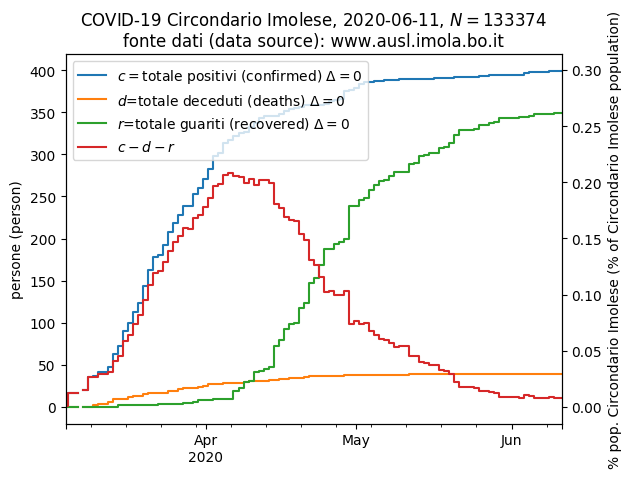 COVID-19 Circondario Imolese, 2020-06-11, N = 133374
fonte dati (data source): www.ausl.imola.bo.it
c = totale positivi (confirmed) Δ = 0
d=totale deceduti (deaths) Δ = 0
r=totale guariti (recovered) Δ = 0
c − d − r
persone (person)
400
350
300
250
200
150
100
50
0
0.30
0.25
0.20
0.15
0.10
0.05
0.00
% pop. Circondario Imolese (% of Circondario Imolese population)
Apr
2020
May
Jun